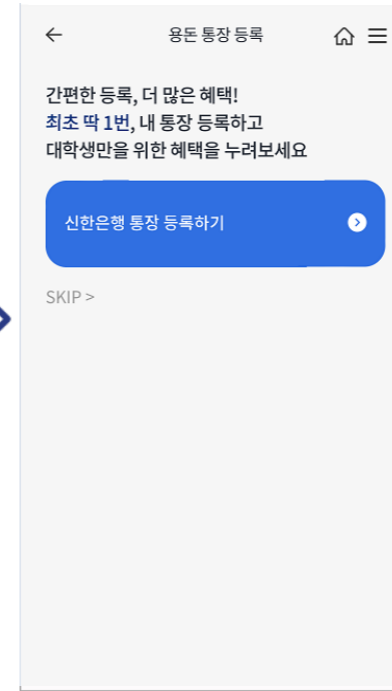 용돈 통장 등록
간편한 등록, 더 많은 혜택!
최초 딱 1번, 내 통장 등록하고
대학생만을 위한 혜택을 누려보세요
신한은행 통장 등록하기
SKIP >